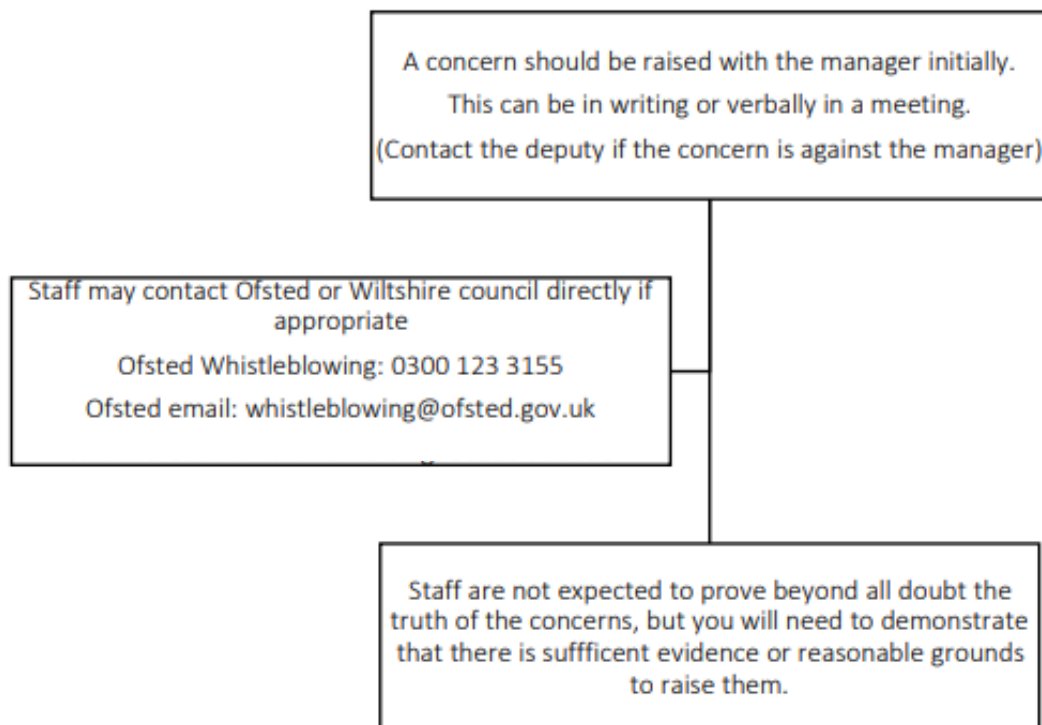 A concern should be raised with the manager initially.
This can be in writing or verbally in a meeting.
(Contact the deputy if the concern is against the manager)
Staff may contact Ofsted or Wiltshire council directly if
appropriate
Ofsted Whistleblowing: 0300 123 3155
Ofsted email: whistleblowing@ofsted.gov.uk
Staff are not expected to prove beyond all doubt the
truth of the concerns, but you will need to demonstrate
that there is suffficent evidence or reasonable grounds
to raise them.